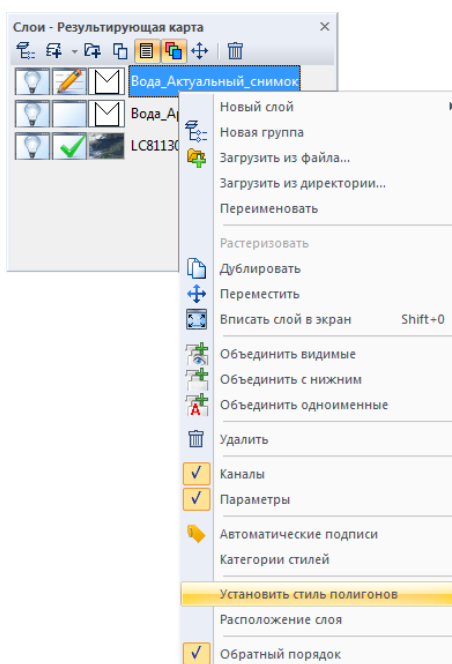 Слои - Результирующая карта
Вода_Актуальный_снимок
LC81130
Новый слой
Новая группа
Загрузить из файла...
Загрузить из директории...
Переименовать
Растеризовать
Дублировать
Переместить
Вписать слой в экран Shift+0
Объединить видимые
Объединить с нижним
Объединить одноименные
Удалить
Каналы
Параметры
Автоматические подписи
Категории стилей
Установить стиль полигонов
Расположение слоя
Обратный порядок